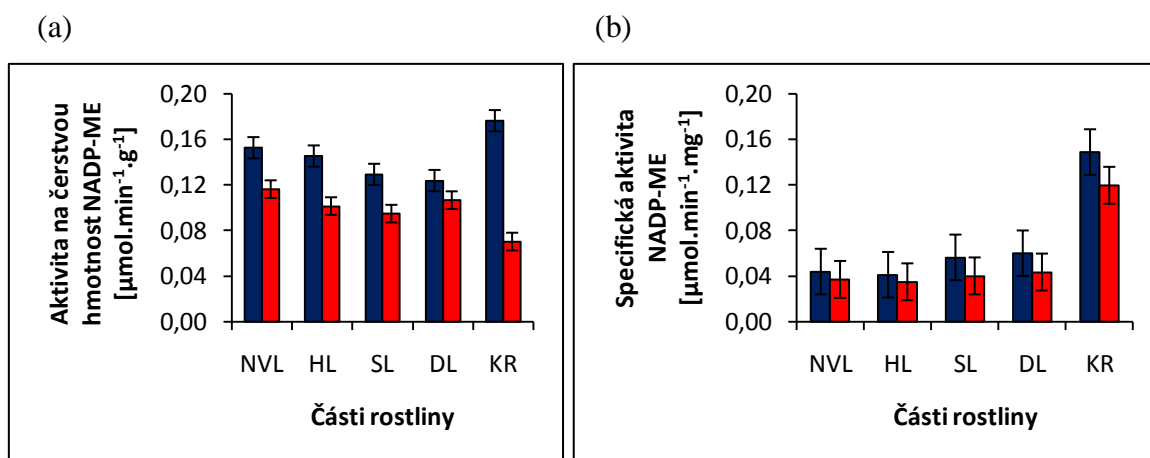 (a)
Aktivita na čerstvou
hmotnost NADP-ME
[µmol.min⁻¹.g⁻¹]
0,20
0,16
0,12
0,08
0,04
0,00
NVL HL SL DL KR
Části rostliny
(b)
Specifická aktivita
NADP-ME
[µmol.min⁻¹.mg⁻¹]
0,20
0,16
0,12
0,08
0,04
0,00
NVL HL SL DL KR
Části rostliny